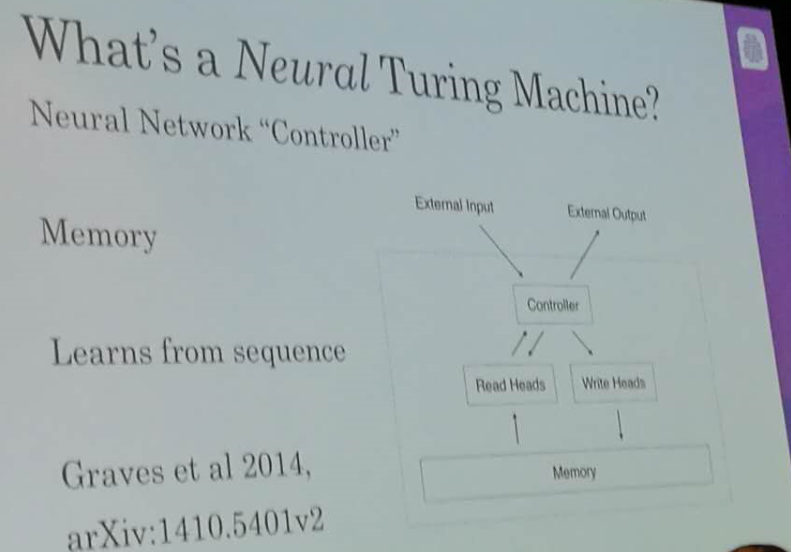 What's a Neural Turing Machine?
Neural Network “Controller”
Memory
Learns from sequence
Graves et al 2014,
arXiv:1410.5401v2
External Input
External Output
Controller
Read Heads
Write Heads
Memory